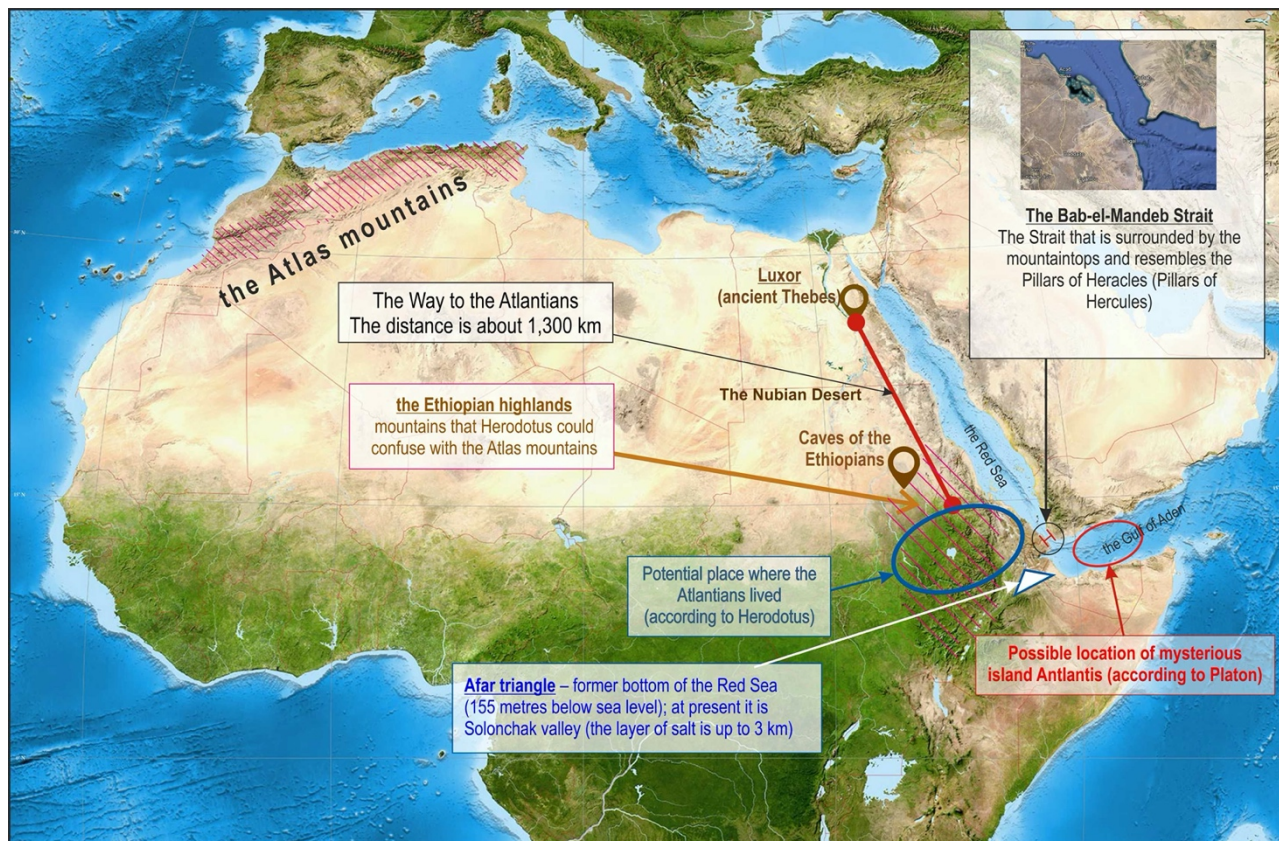 The Bab-el-Mandeb Strait
The Strait that is surrounded by the
mountaintops and resembles the
Pillars of Heracles (Pillars of
Hercules)
the Atlas mountains
Luxor
(ancient Thebes)
The Way to the Atlantians
The distance is about 1,300 km
The Nubian Desert
the Ethiopian highlands
mountains that Herodotus could
confuse with the Atlas mountains
Caves of the
Ethiopians
the Red Sea
the Gulf of Aden
Potential place where the
Atlantians lived
(according to Herodotus)
Possible location of mysterious
island Antlantis (according to Platon)
Afar triangle – former bottom of the Red Sea
(155 metres below sea level); at present it is
Solonchak valley (the layer of salt is up to 3 km)